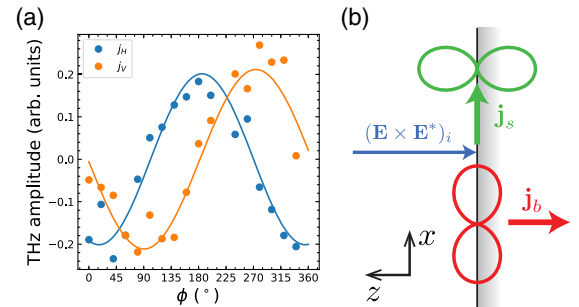 (a)
j_H
j_V
THz amplitude (arb. units)
0.2
0.1
0.0
−0.1
−0.2
0 45 90 135 180 225 270 315 360
ϕ (°)
(b)
j_s
(E × E*)_i
j_b
x
z